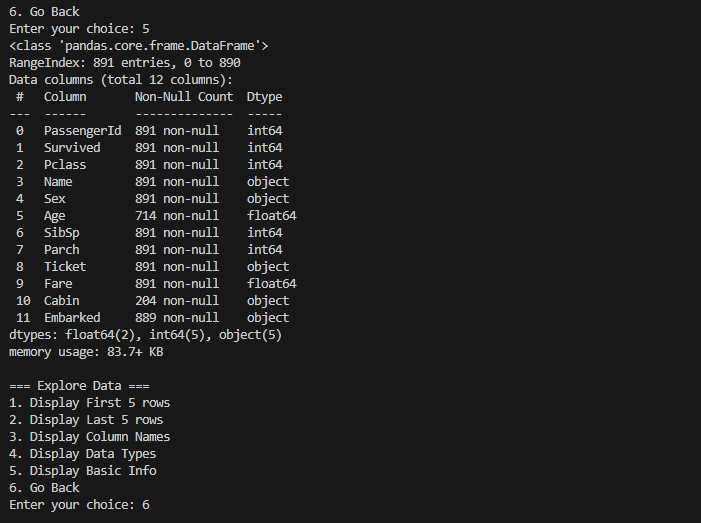 6. Go Back
Enter your choice: 5
<class 'pandas.core.frame.DataFrame'>
RangeIndex: 891 entries, 0 to 890
Data columns (total 12 columns):
 #   Column       Non-Null Count  Dtype
---  ------       --------------  -----
 0   PassengerId  891 non-null    int64
 1   Survived     891 non-null    int64
 2   Pclass       891 non-null    int64
 3   Name         891 non-null    object
 4   Sex          891 non-null    object
 5   Age          714 non-null    float64
 6   SibSp        891 non-null    int64
 7   Parch        891 non-null    int64
 8   Ticket       891 non-null    object
 9   Fare         891 non-null    float64
 10  Cabin        204 non-null    object
 11  Embarked     889 non-null    object
dtypes: float64(2), int64(5), object(5)
memory usage: 83.7+ KB

=== Explore Data ===
1. Display First 5 rows
2. Display Last 5 rows
3. Display Column Names
4. Display Data Types
5. Display Basic Info
6. Go Back
Enter your choice: 6